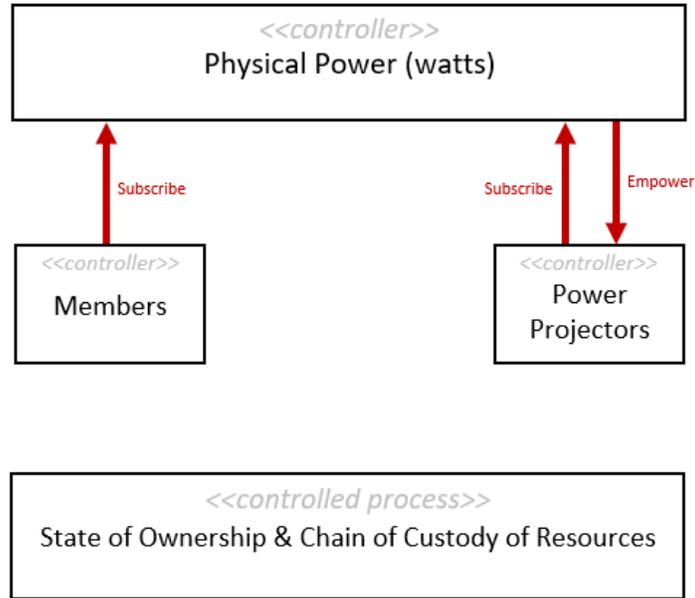 <<controller>>
Physical Power (watts)
Subscribe
Subscribe
Empower
<<controller>>
Members
<<controller>>
Power
Projectors
<<controlled process>>
State of Ownership & Chain of Custody of Resources